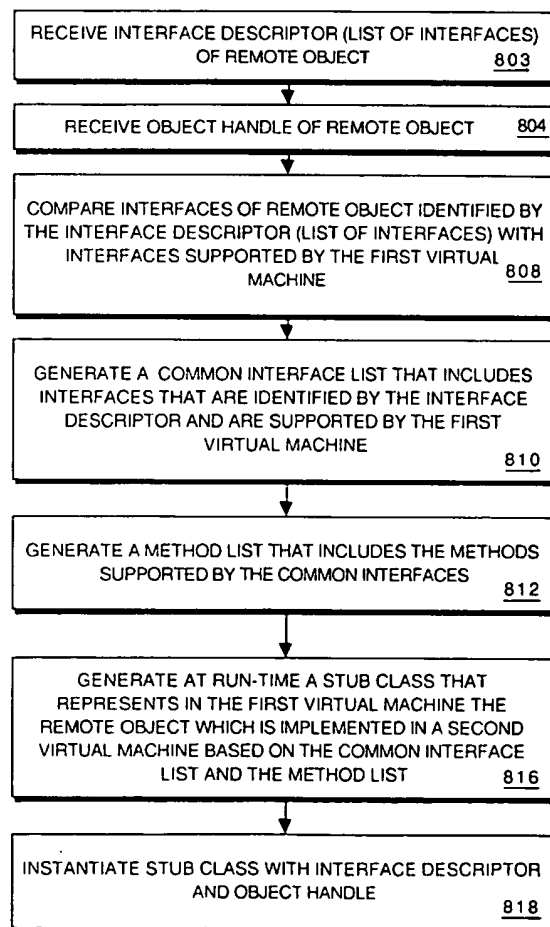 RECEIVE INTERFACE DESCRIPTOR (LIST OF INTERFACES)
OF REMOTE OBJECT
803
RECEIVE OBJECT HANDLE OF REMOTE OBJECT
804
COMPARE INTERFACES OF REMOTE OBJECT IDENTIFIED BY
THE INTERFACE DESCRIPTOR (LIST OF INTERFACES) WITH
INTERFACES SUPPORTED BY THE FIRST VIRTUAL
MACHINE
808
GENERATE A COMMON INTERFACE LIST THAT INCLUDES
INTERFACES THAT ARE IDENTIFIED BY THE INTERFACE
DESCRIPTOR AND ARE SUPPORTED BY THE FIRST
VIRTUAL MACHINE
810
GENERATE A METHOD LIST THAT INCLUDES THE METHODS
SUPPORTED BY THE COMMON INTERFACES
812
GENERATE AT RUN-TIME A STUB CLASS THAT
REPRESENTS IN THE FIRST VIRTUAL MACHINE THE
REMOTE OBJECT WHICH IS IMPLEMENTED IN A SECOND
VIRTUAL MACHINE BASED ON THE COMMON INTERFACE
LIST AND THE METHOD LIST
816
INSTANTIATE STUB CLASS WITH INTERFACE DESCRIPTOR
AND OBJECT HANDLE
818